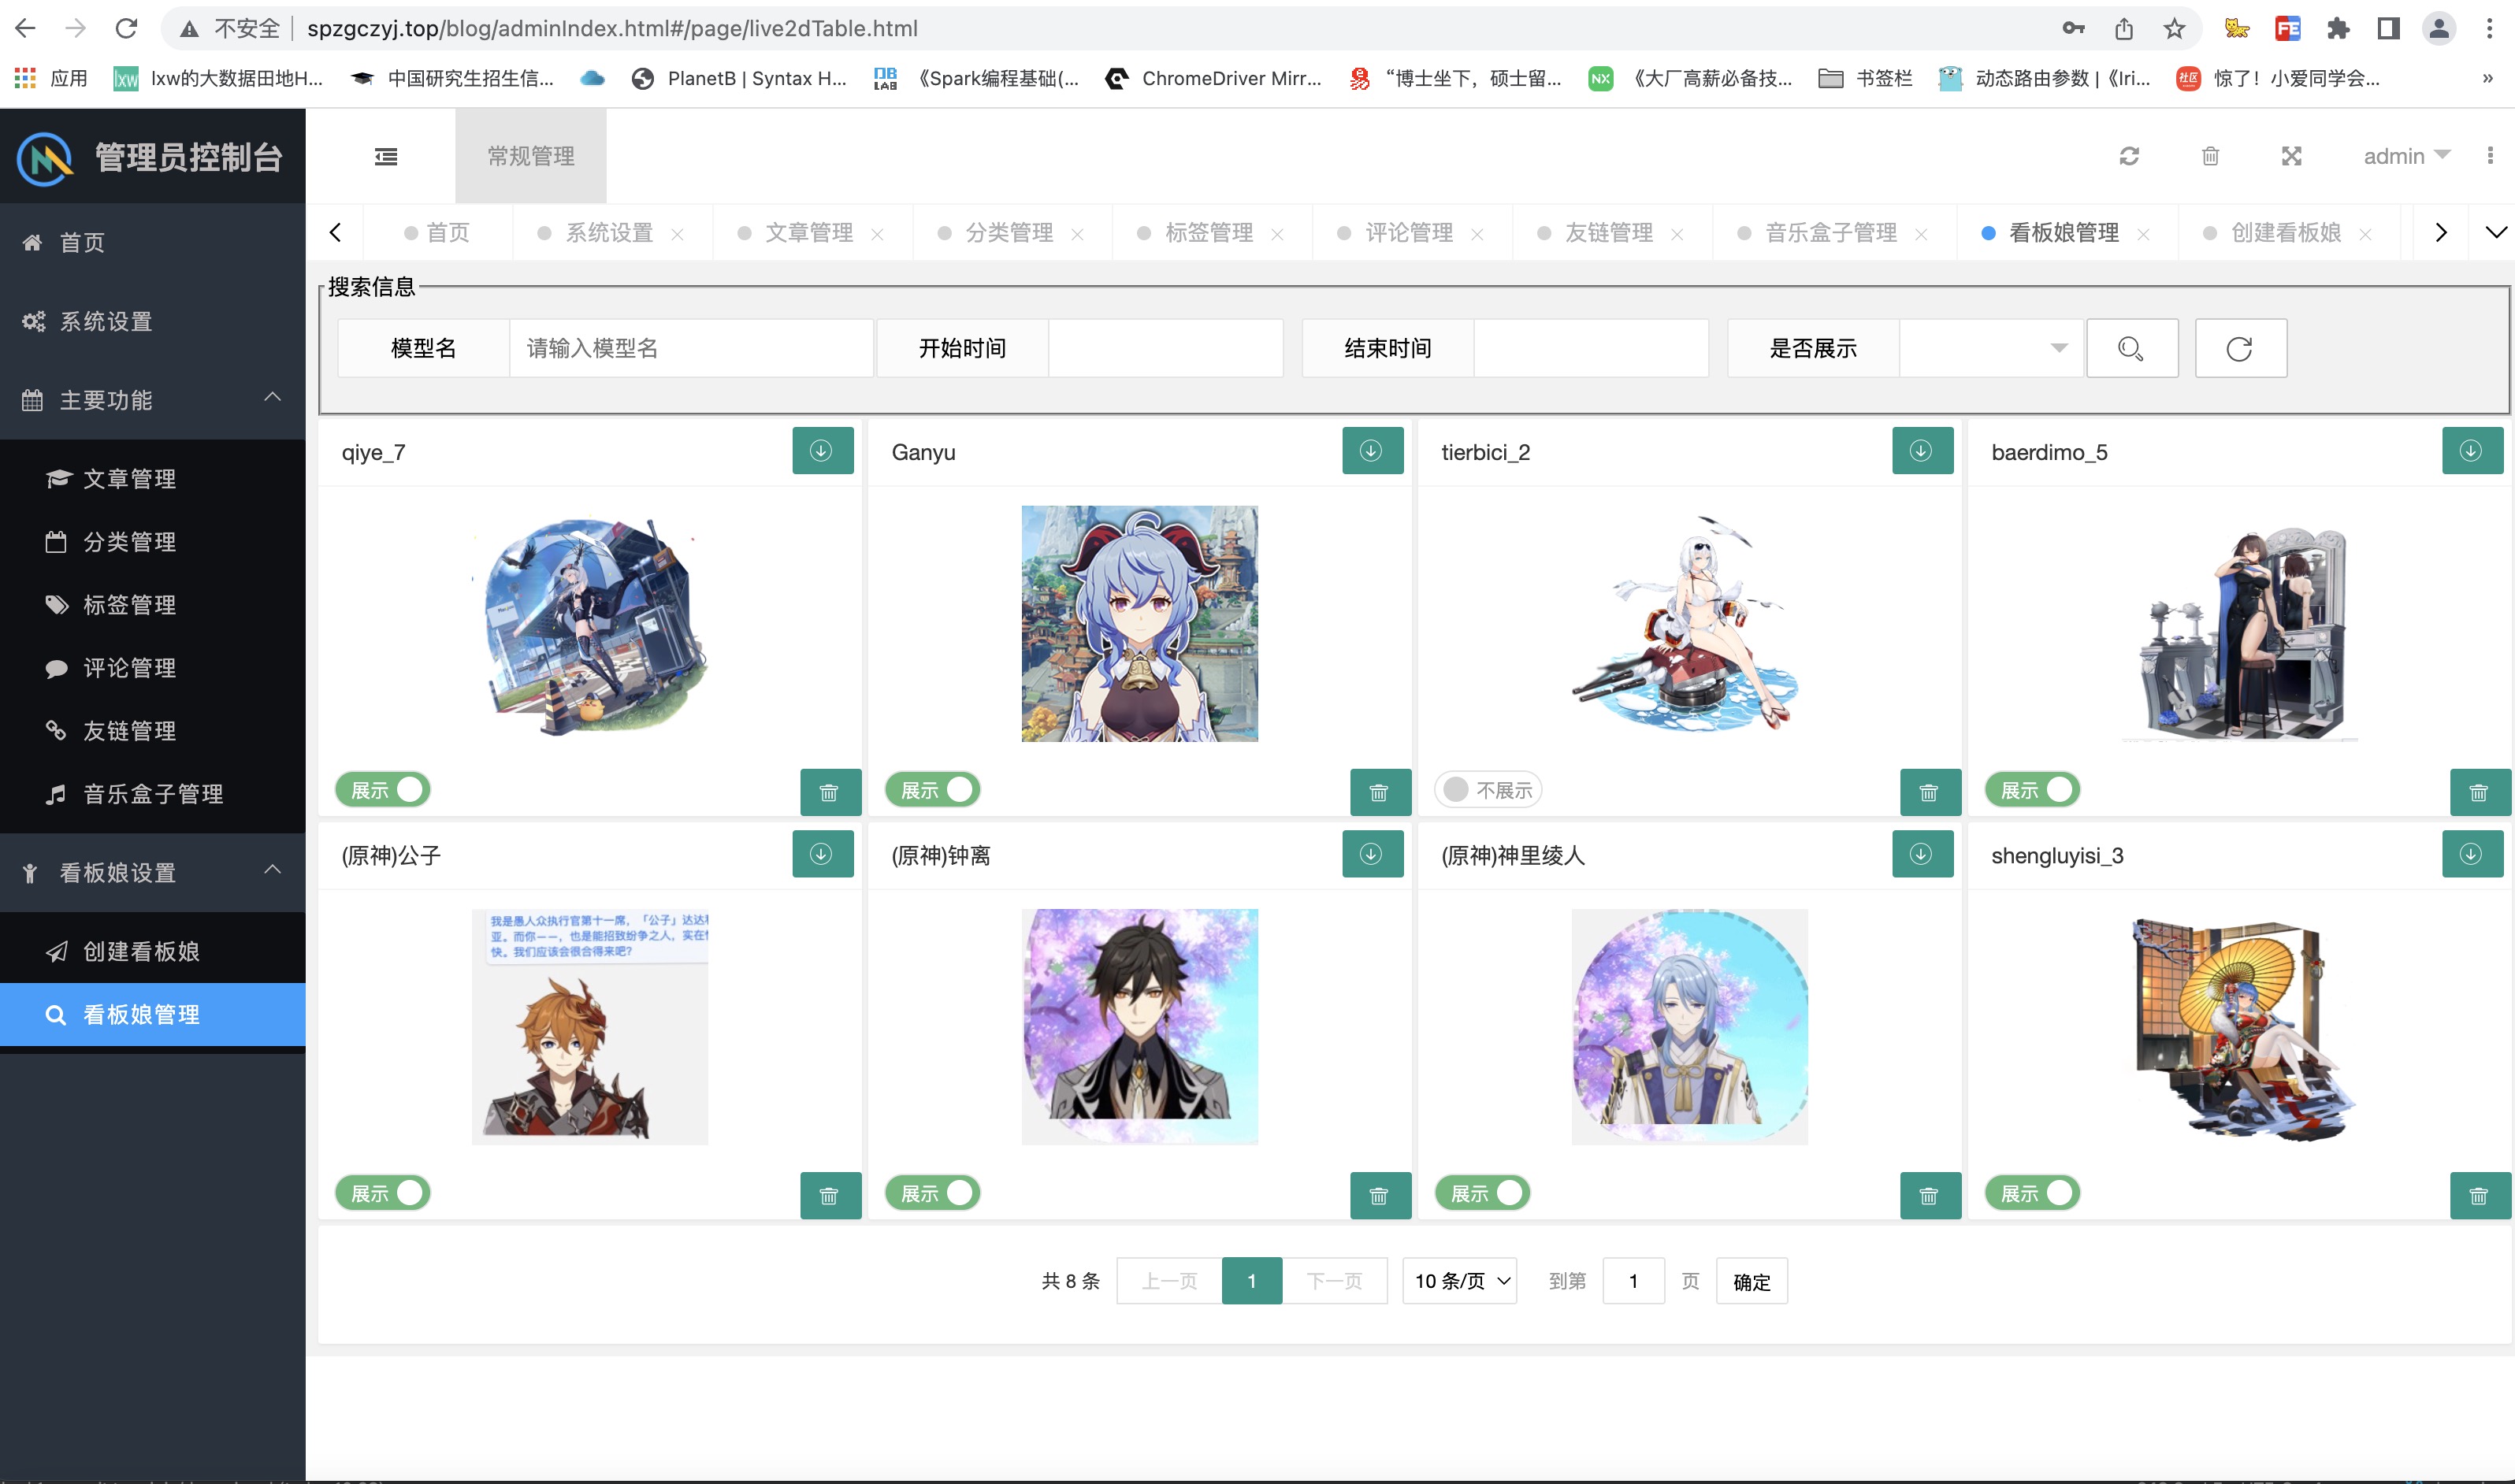 不安全 spzgczyj.top/blog/adminIndex.html#/page/live2dTable.html
应用 lxw的大数据田地H... 中国研究生招生信... PlanetB | Syntax H... 《Spark编程基础(... ChromeDriver Mirr... “博士坐下，硕士留... 《大厂高薪必备技... 书签栏 动态路由参数 |《Iri... 惊了！小爱同学会... »
管理员控制台
常规管理
admin
首页 系统设置 文章管理 分类管理 标签管理 评论管理 友链管理 音乐盒子管理 看板娘管理 创建看板娘
首页
系统设置
主要功能
文章管理
分类管理
标签管理
评论管理
友链管理
音乐盒子管理
看板娘设置
创建看板娘
看板娘管理
搜索信息
模型名 请输入模型名 开始时间 结束时间 是否展示
qiye_7 Ganyu tierbici_2 baerdimo_5
展示 展示 不展示 展示
(原神)公子 (原神)钟离 (原神)神里绫人 shengluyisi_3
我是愚人众执行官第十一席，「公子」达达
亚。而你——，也是能招致纷争之人，实在
快。我们应该会很合得来吧?
展示 展示 展示 展示
共 8 条 上一页 1 下一页 10 条/页 到第 1 页 确定